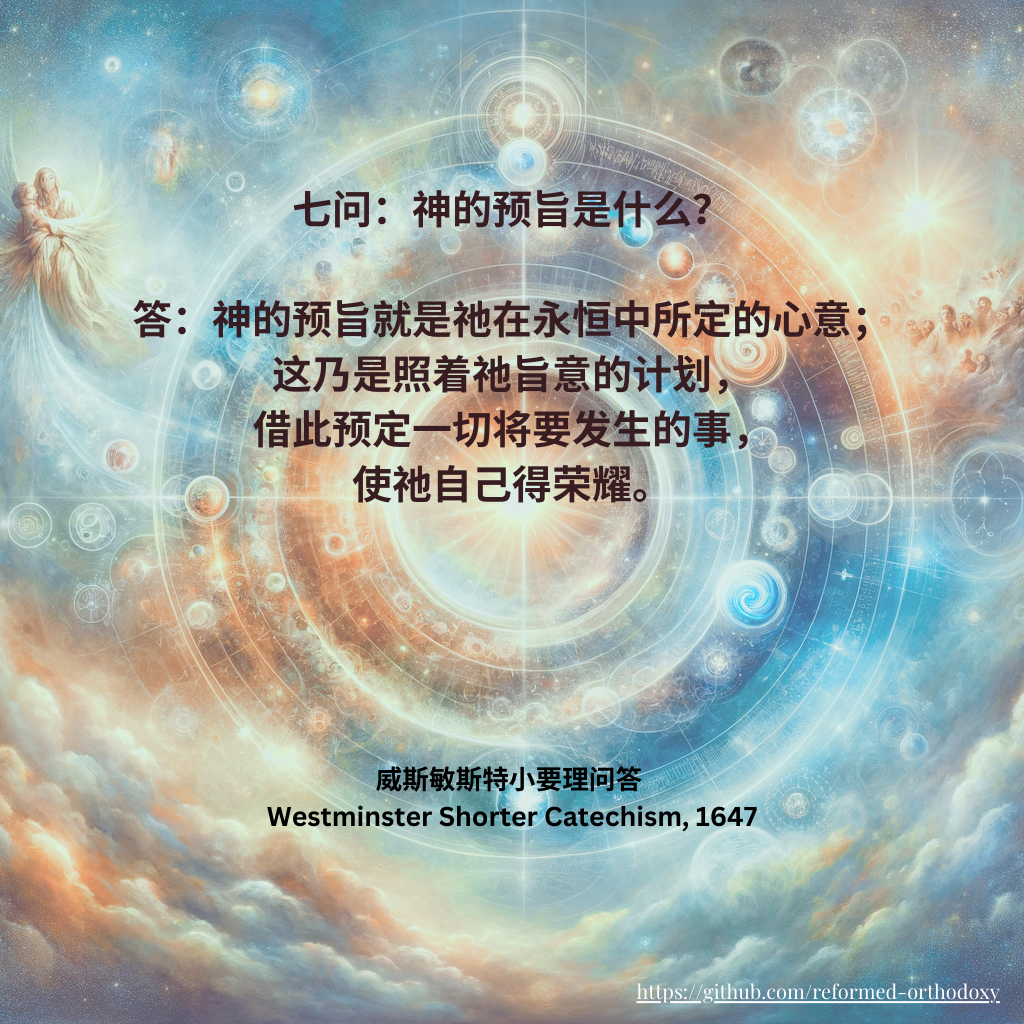 七问：神的预旨是什么？
答：神的预旨就是祂在永恒中所定的心意；
这乃是照着祂旨意的计划，
借此预定一切将要发生的事，
使祂自己得荣耀。
威斯敏斯特小要理问答
Westminster Shorter Catechism, 1647
https://github.com/reformed-orthodoxy